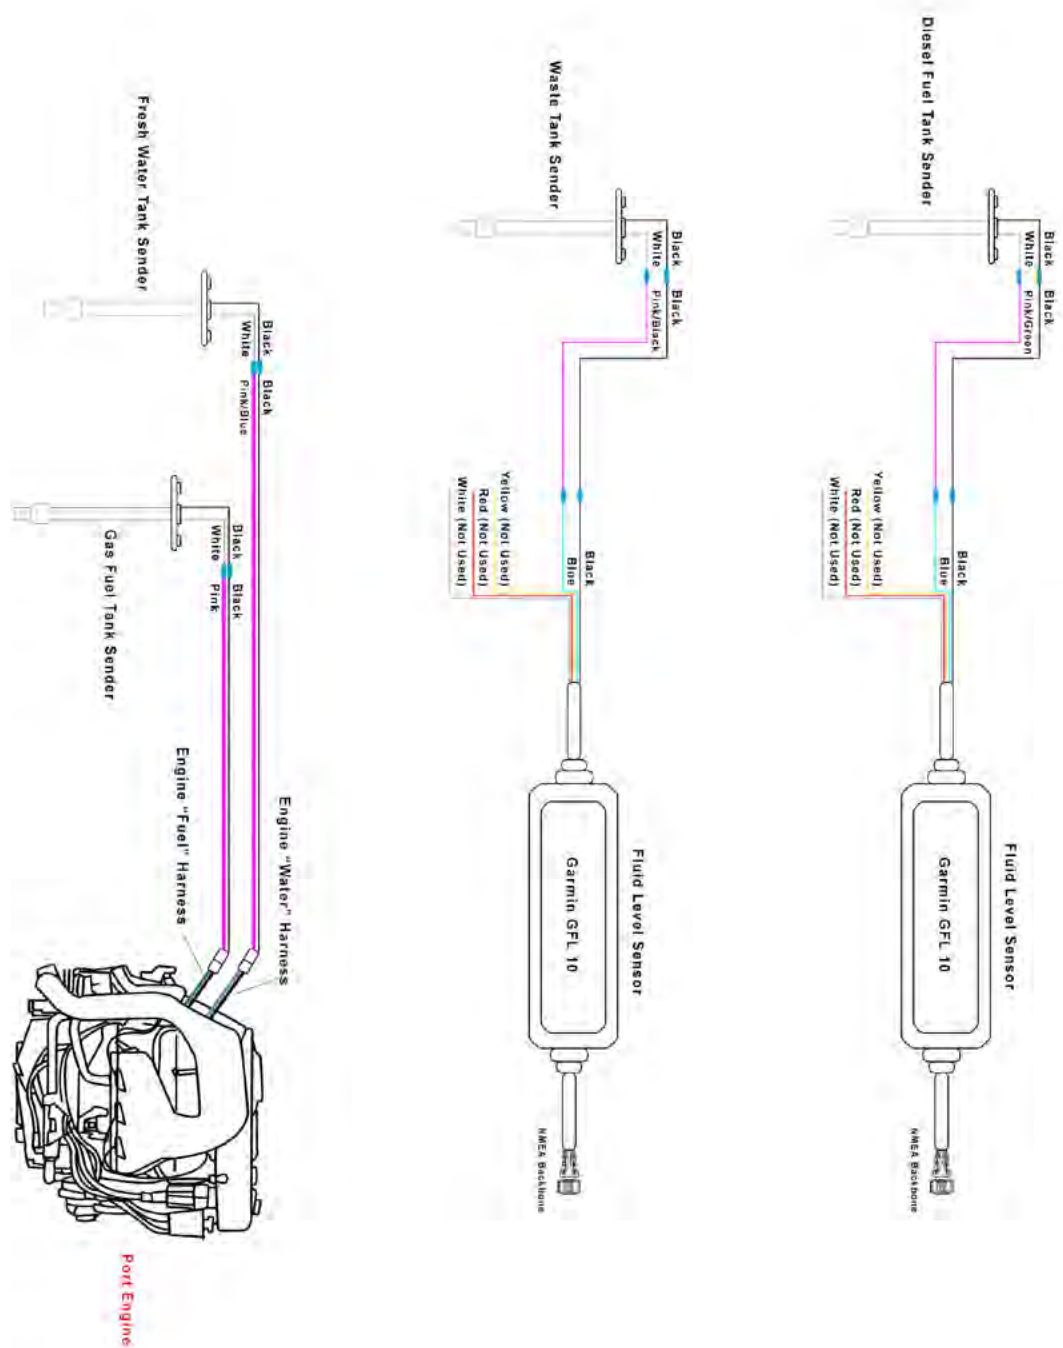 Diesel Fuel Tank Sender
Black
White
Black
Pink/Green
Yellow (Not Used)
Red (Not Used)
White (Not Used)
Black
Blue
Fluid Level Sensor
Garmin GFL 10
NMEA Backbone
Waste Tank Sender
Black
White
Black
Pink/Black
Yellow (Not Used)
Red (Not Used)
White (Not Used)
Black
Blue
Fluid Level Sensor
Garmin GFL 10
NMEA Backbone
Fresh Water Tank Sender
Black
White
Black
Pink/Blue
Gas Fuel Tank Sender
Black
White
Black
Pink
Engine "Water" Harness
Engine "Fuel" Harness
Port Engine